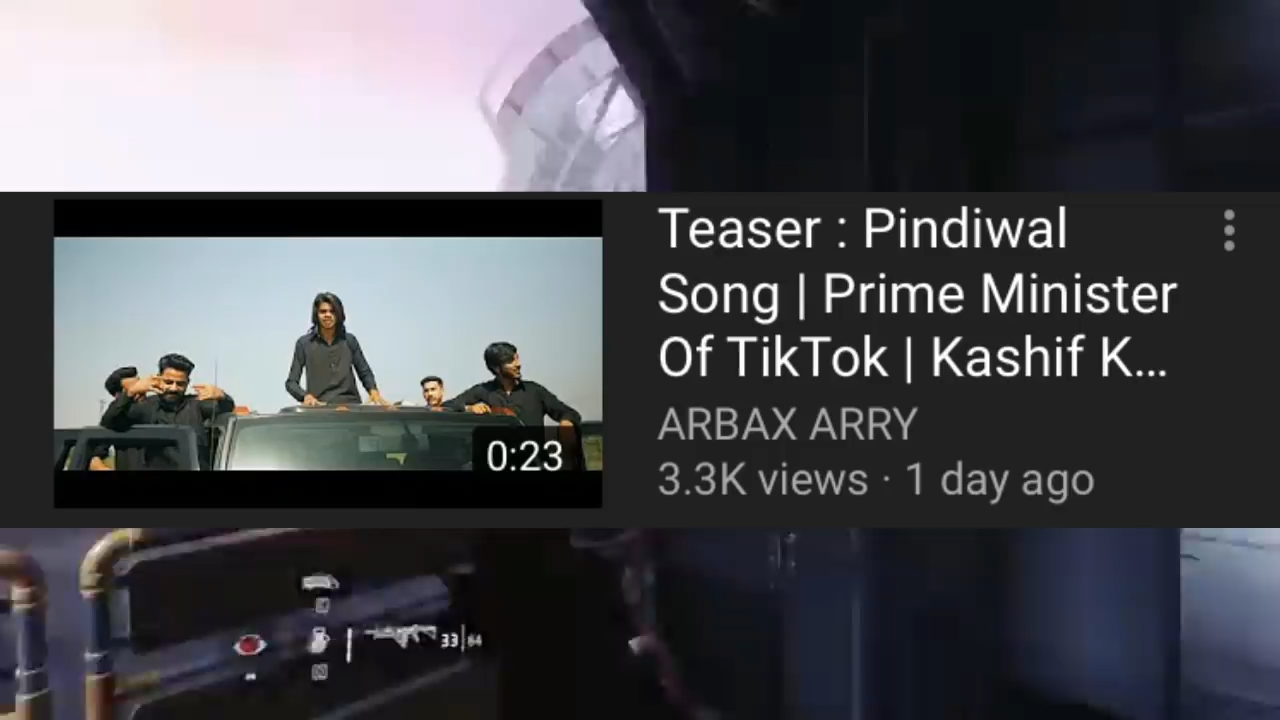 Teaser : Pindiwal
Song | Prime Minister
Of TikTok | Kashif K...
ARBAX ARRY
3.3K views · 1 day ago
0:23
33|64